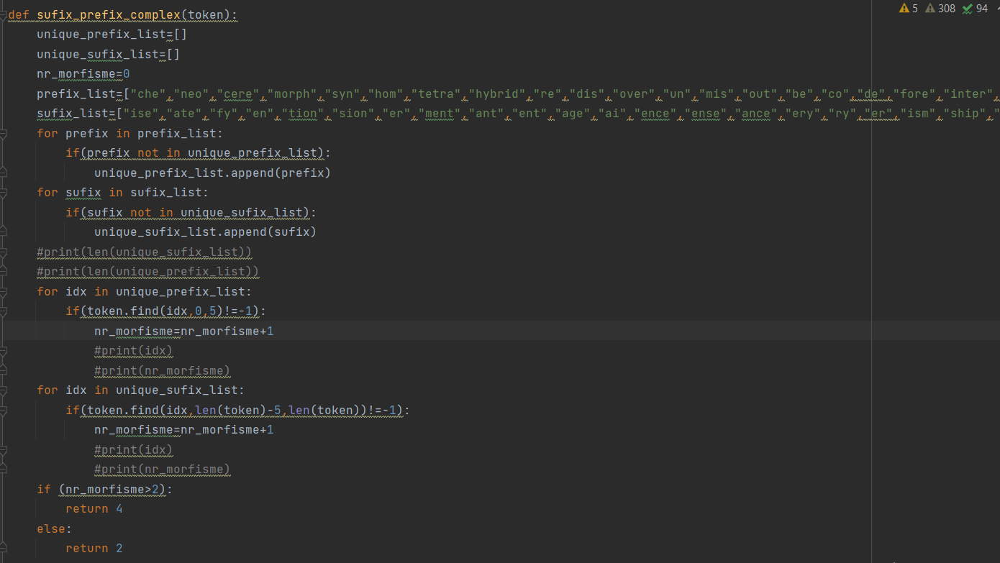 5 308 94
def sufix_prefix_complex(token):
    unique_prefix_list=[]
    unique_sufix_list=[]
    nr_morfisme=0
    prefix_list=["che","neo","cere","morph","syn","hom","tetra","hybrid","re","dis","over","un","mis","out","be","co","de","fore","inter",
    sufix_list=["ise","ate","fy","en","tion","sion","er","ment","ant","ent","age","ai","ence","ense","ance","ery","ry","er","ism","ship","
    for prefix in prefix_list:
        if(prefix not in unique_prefix_list):
            unique_prefix_list.append(prefix)
    for sufix in sufix_list:
        if(sufix not in unique_sufix_list):
            unique_sufix_list.append(sufix)
    #print(len(unique_sufix_list))
    #print(len(unique_prefix_list))
    for idx in unique_prefix_list:
        if(token.find(idx,0,5)!=-1):
            nr_morfisme=nr_morfisme+1
            #print(idx)
            #print(nr_morfisme)
    for idx in unique_sufix_list:
        if(token.find(idx,len(token)-5,len(token))!=-1):
            nr_morfisme=nr_morfisme+1
            #print(idx)
            #print(nr_morfisme)
    if (nr_morfisme>2):
        return 4
    else:
        return 2